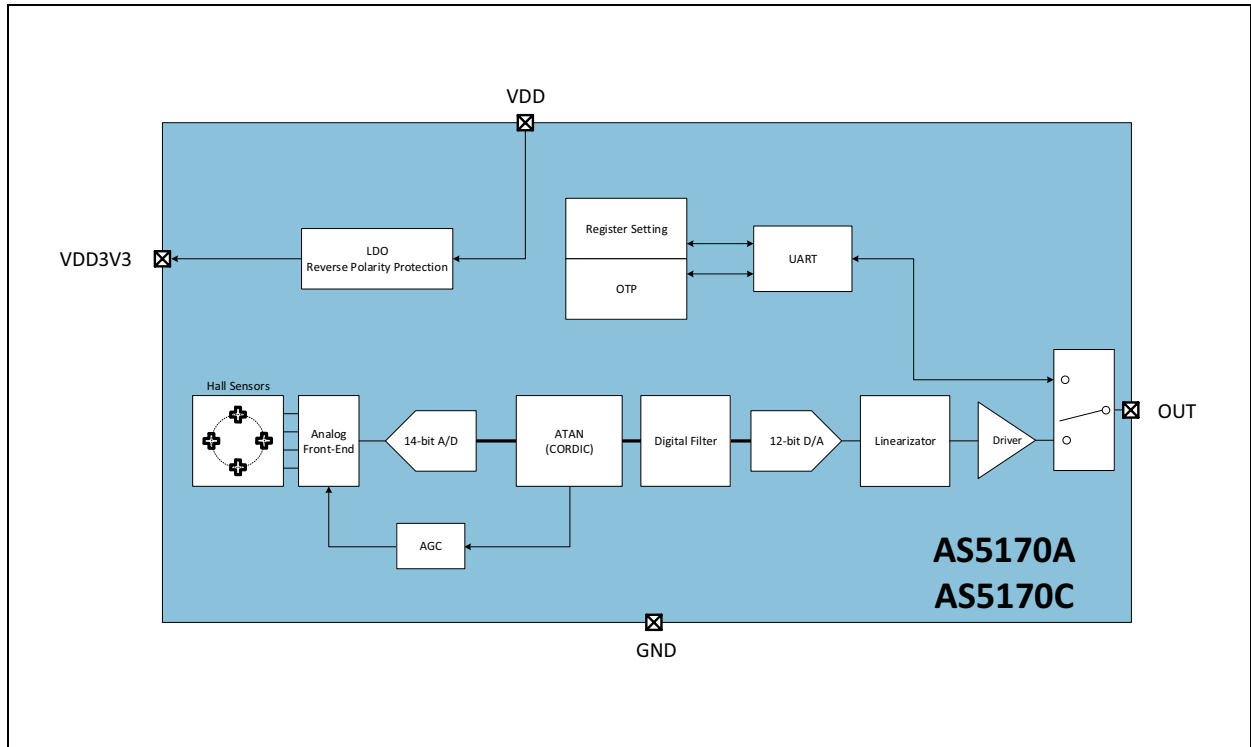 VDD
VDD3V3
LDO
Reverse Polarity Protection
Register Setting
OTP
UART
Hall Sensors
Analog
Front-End
14-bit A/D
ATAN
(CORDIC)
Digital Filter
12-bit D/A
Linearizator
Driver
OUT
AGC
AS5170A
AS5170C
GND